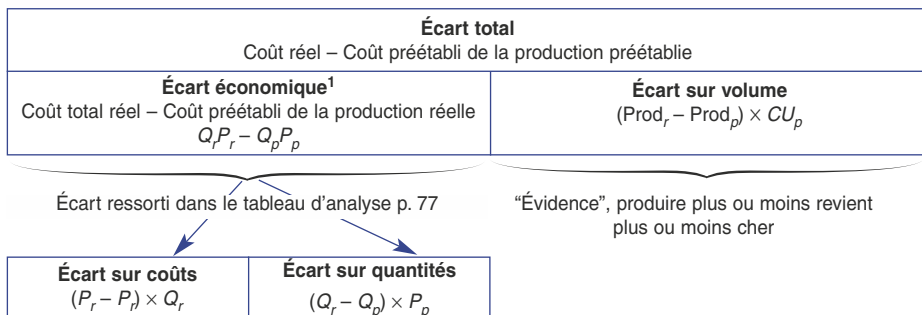 Écart total
Coût réel – Coût préétabli de la production préétablie
Écart économique¹
Coût total réel – Coût préétabli de la production réelle
QᵣPᵣ – QₚPₚ
Écart sur volume
(Prodᵣ – Prodₚ) × CUₚ
Écart ressorti dans le tableau d'analyse p. 77
"Évidence", produire plus ou moins revient
plus ou moins cher
Écart sur coûts
(Pᵣ – Pᵣ) × Qᵣ
Écart sur quantités
(Qᵣ – Qₚ) × Pₚ